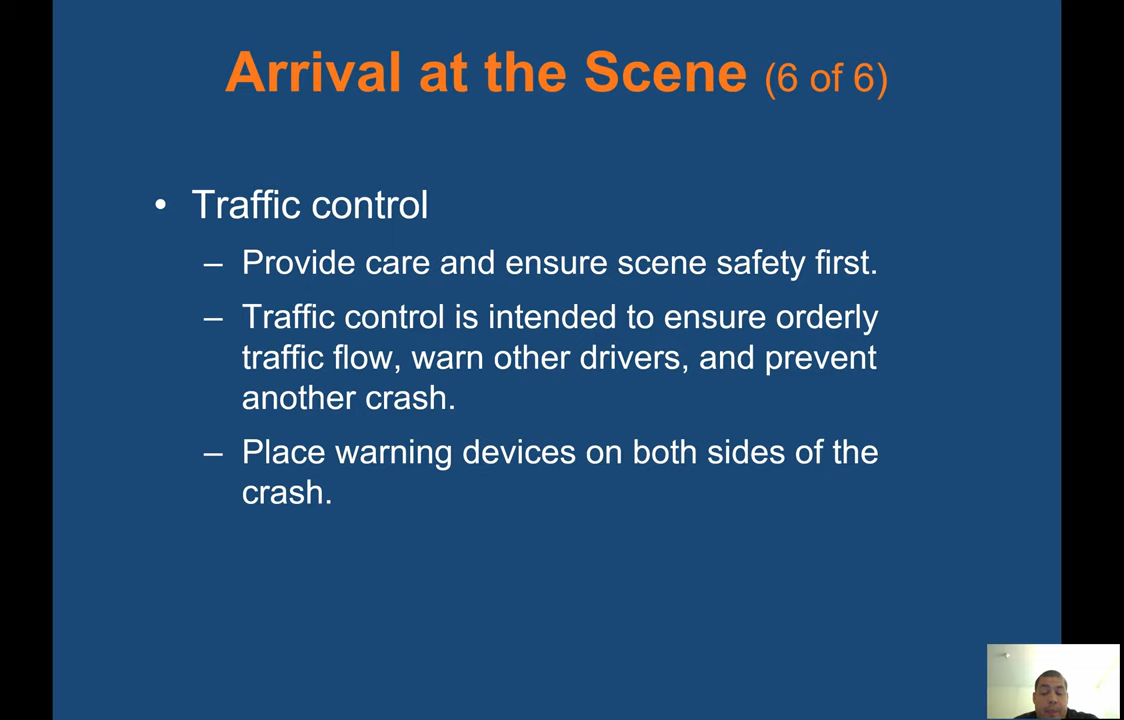 Arrival at the Scene (6 of 6)
• Traffic control
– Provide care and ensure scene safety first.
– Traffic control is intended to ensure orderly
traffic flow, warn other drivers, and prevent
another crash.
– Place warning devices on both sides of the
crash.